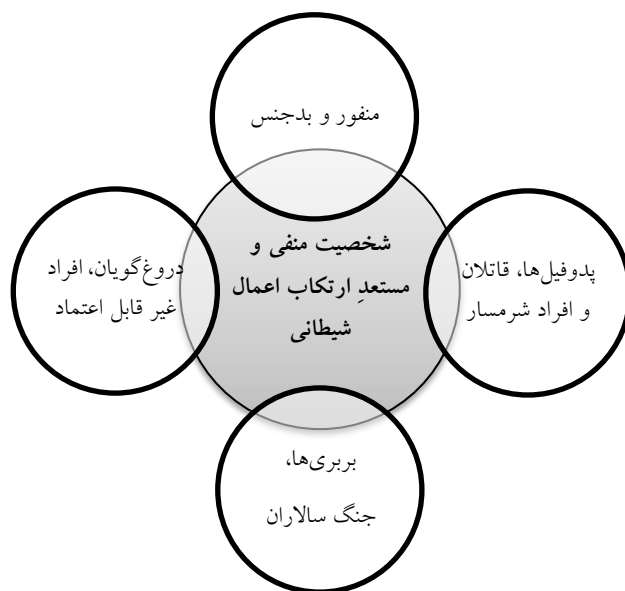 منفور و بدجنس
شخصیت منفی و
مستعدِ ارتکاب اعمال
شیطانی
پدوفیل‌ها، قاتلان
و افراد شرمسار
دروغ‌گویان، افراد
غیر قابل اعتماد
بربری‌ها،
جنگ سالاران